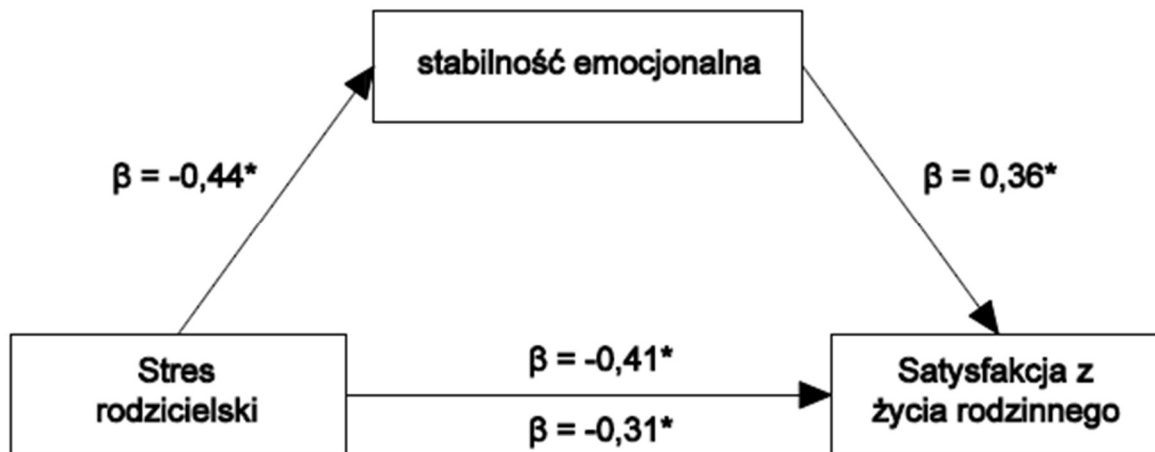 stabilność emocjonalna
β = -0,44*
β = 0,36*
Stres
rodzicielski
β = -0,41*
β = -0,31*
Satysfakcja z
życia rodzinnego